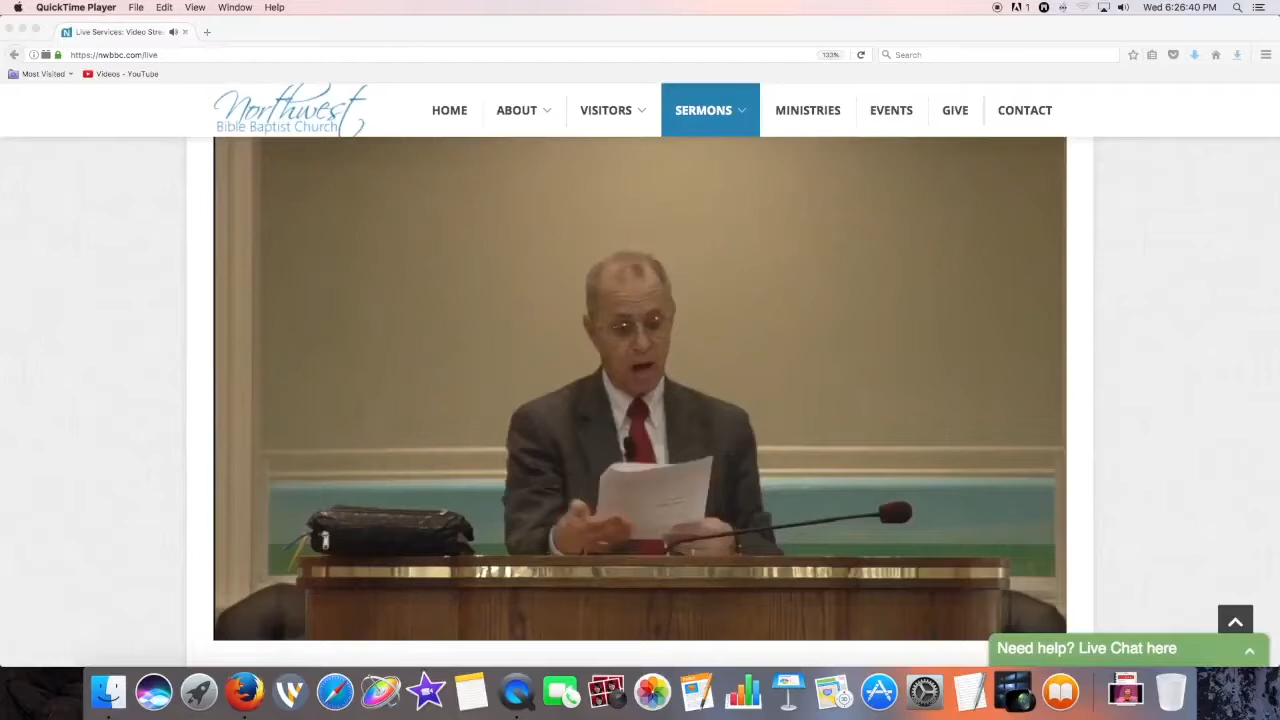 QuickTime Player File Edit View Window Help 1 Wed 6:26:40 PM
Live Services: Video Stre
https://nwbbc.com/live 133% Search
Most Visited Videos - YouTube
Northwest
Bible Baptist Church
HOME ABOUT VISITORS SERMONS MINISTRIES EVENTS GIVE CONTACT
Need help? Live Chat here